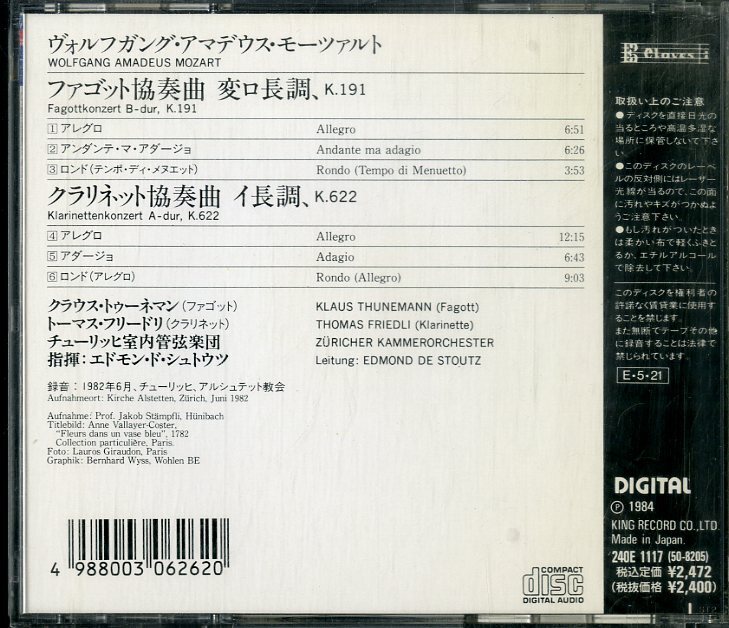 ヴォルフガング・アマデウス・モーツァルト
WOLFGANG AMADEUS MOZART
ファゴット協奏曲 変ロ長調、K.191
Fagottkonzert B-dur, K.191
1 アレグロ Allegro 6:51
2 アンダンテ・マ・アダージョ Andante ma adagio 6:26
3 ロンド(テンポ・ディ・メヌエット) Rondo (Tempo di Menuetto) 3:53
クラリネット協奏曲 イ長調、K.622
Klarinettenkonzert A-dur, K.622
4 アレグロ Allegro 12:15
5 アダージョ Adagio 6:43
6 ロンド(アレグロ) Rondo (Allegro) 9:03
クラウス・トゥーネマン(ファゴット) KLAUS THUNEMANN (Fagott)
トーマス・フリードリ(クラリネット) THOMAS FRIEDLI (Klarinette)
チューリッヒ室内管弦楽団 ZÜRICHER KAMMERORCHESTER
指揮:エドモン・ド・シュトウツ Leitung: EDMOND DE STOUTZ
録音:1982年6月、チューリッヒ、アルシュテット教会
Aufnahmeort: Kirche Alstetten, Zürich, Juni 1982
Aufnahme: Prof. Jakob Stämpfli, Hünibach
Titelbild: Anne Vallayer-Coster,
"Fleurs dans un vase bleu", 1782
Collection particulière, Paris.
Foto: Lauros Giraudon, Paris
Graphik: Bernhard Wyss, Wohlen BE
4 988003 062620
COMPACT
disc
DIGITAL AUDIO
Claves
取扱い上のご注意
●ディスクを直接日光の
当るところや高温多湿な
場所に保管しないで下さ
い。
●このディスクのレーベ
ルの反対側にはレーザー
光線が当るので、この面
に汚れやキズがつかぬよ
うご注意下さい。
●もし汚れがついたとき
は柔かい布で軽くふきと
るか、エチルアルコール
で除去して下さい。
このディスクを権利者の
許諾なく賃貸業に使用す
ることを禁じます。
また無断でテープその他
に録音することは法律で
禁じられています。
E・5・21
DIGITAL
Ⓟ 1984
KING RECORD CO., LTD.
Made in Japan.
240E 1117 (50-8205)
税込定価 ¥2,472
(税抜価格 ¥2,400)